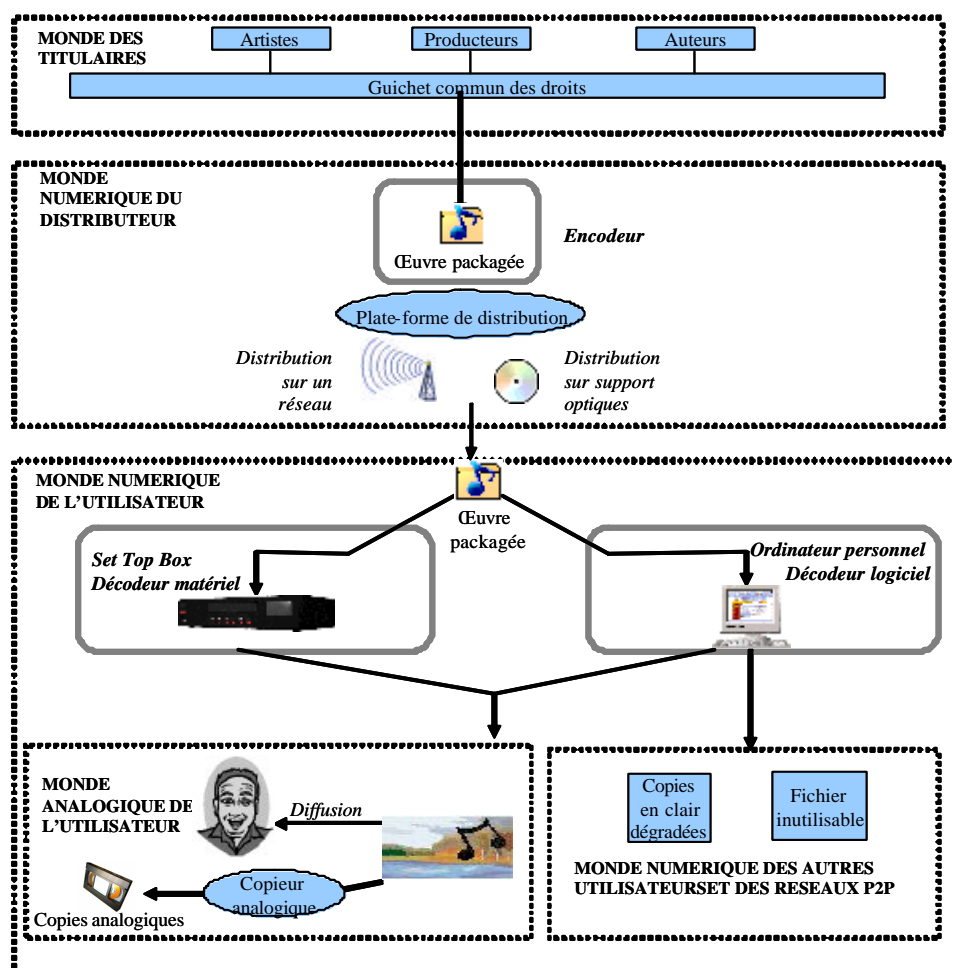 MONDE DES
TITULAIRES
Artistes
Producteurs
Auteurs
Guichet commun des droits
MONDE
NUMERIQUE DU
DISTRIBUTEUR
Encodeur
Œuvre packagée
Plate-forme de distribution
Distribution
sur un
réseau
Distribution
sur support
optiques
MONDE NUMERIQUE
DE L’UTILISATEUR
Œuvre
packagée
Set Top Box
Décodeur matériel
Ordinateur personnel
Décodeur logiciel
MONDE
ANALOGIQUE DE
L’UTILISATEUR
Diffusion
Copieur
analogique
Copies analogiques
Copies
en clair
dégradées
Fichier
inutilisable
MONDE NUMERIQUE DES AUTRES
UTILISATEURSET DES RESEAUX P2P